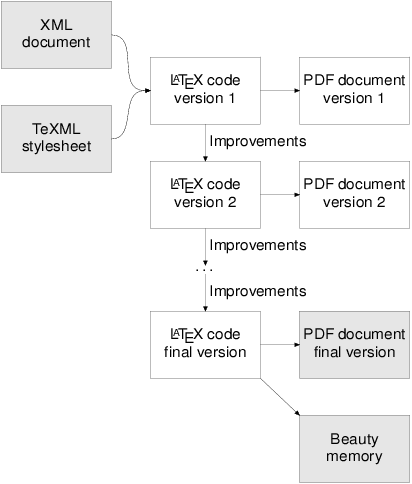 XML
document
TeXML
stylesheet
LATEX code
version 1
PDF document
version 1
Improvements
LATEX code
version 2
PDF document
version 2
Improvements
...
Improvements
LATEX code
final version
PDF document
final version
Beauty
memory